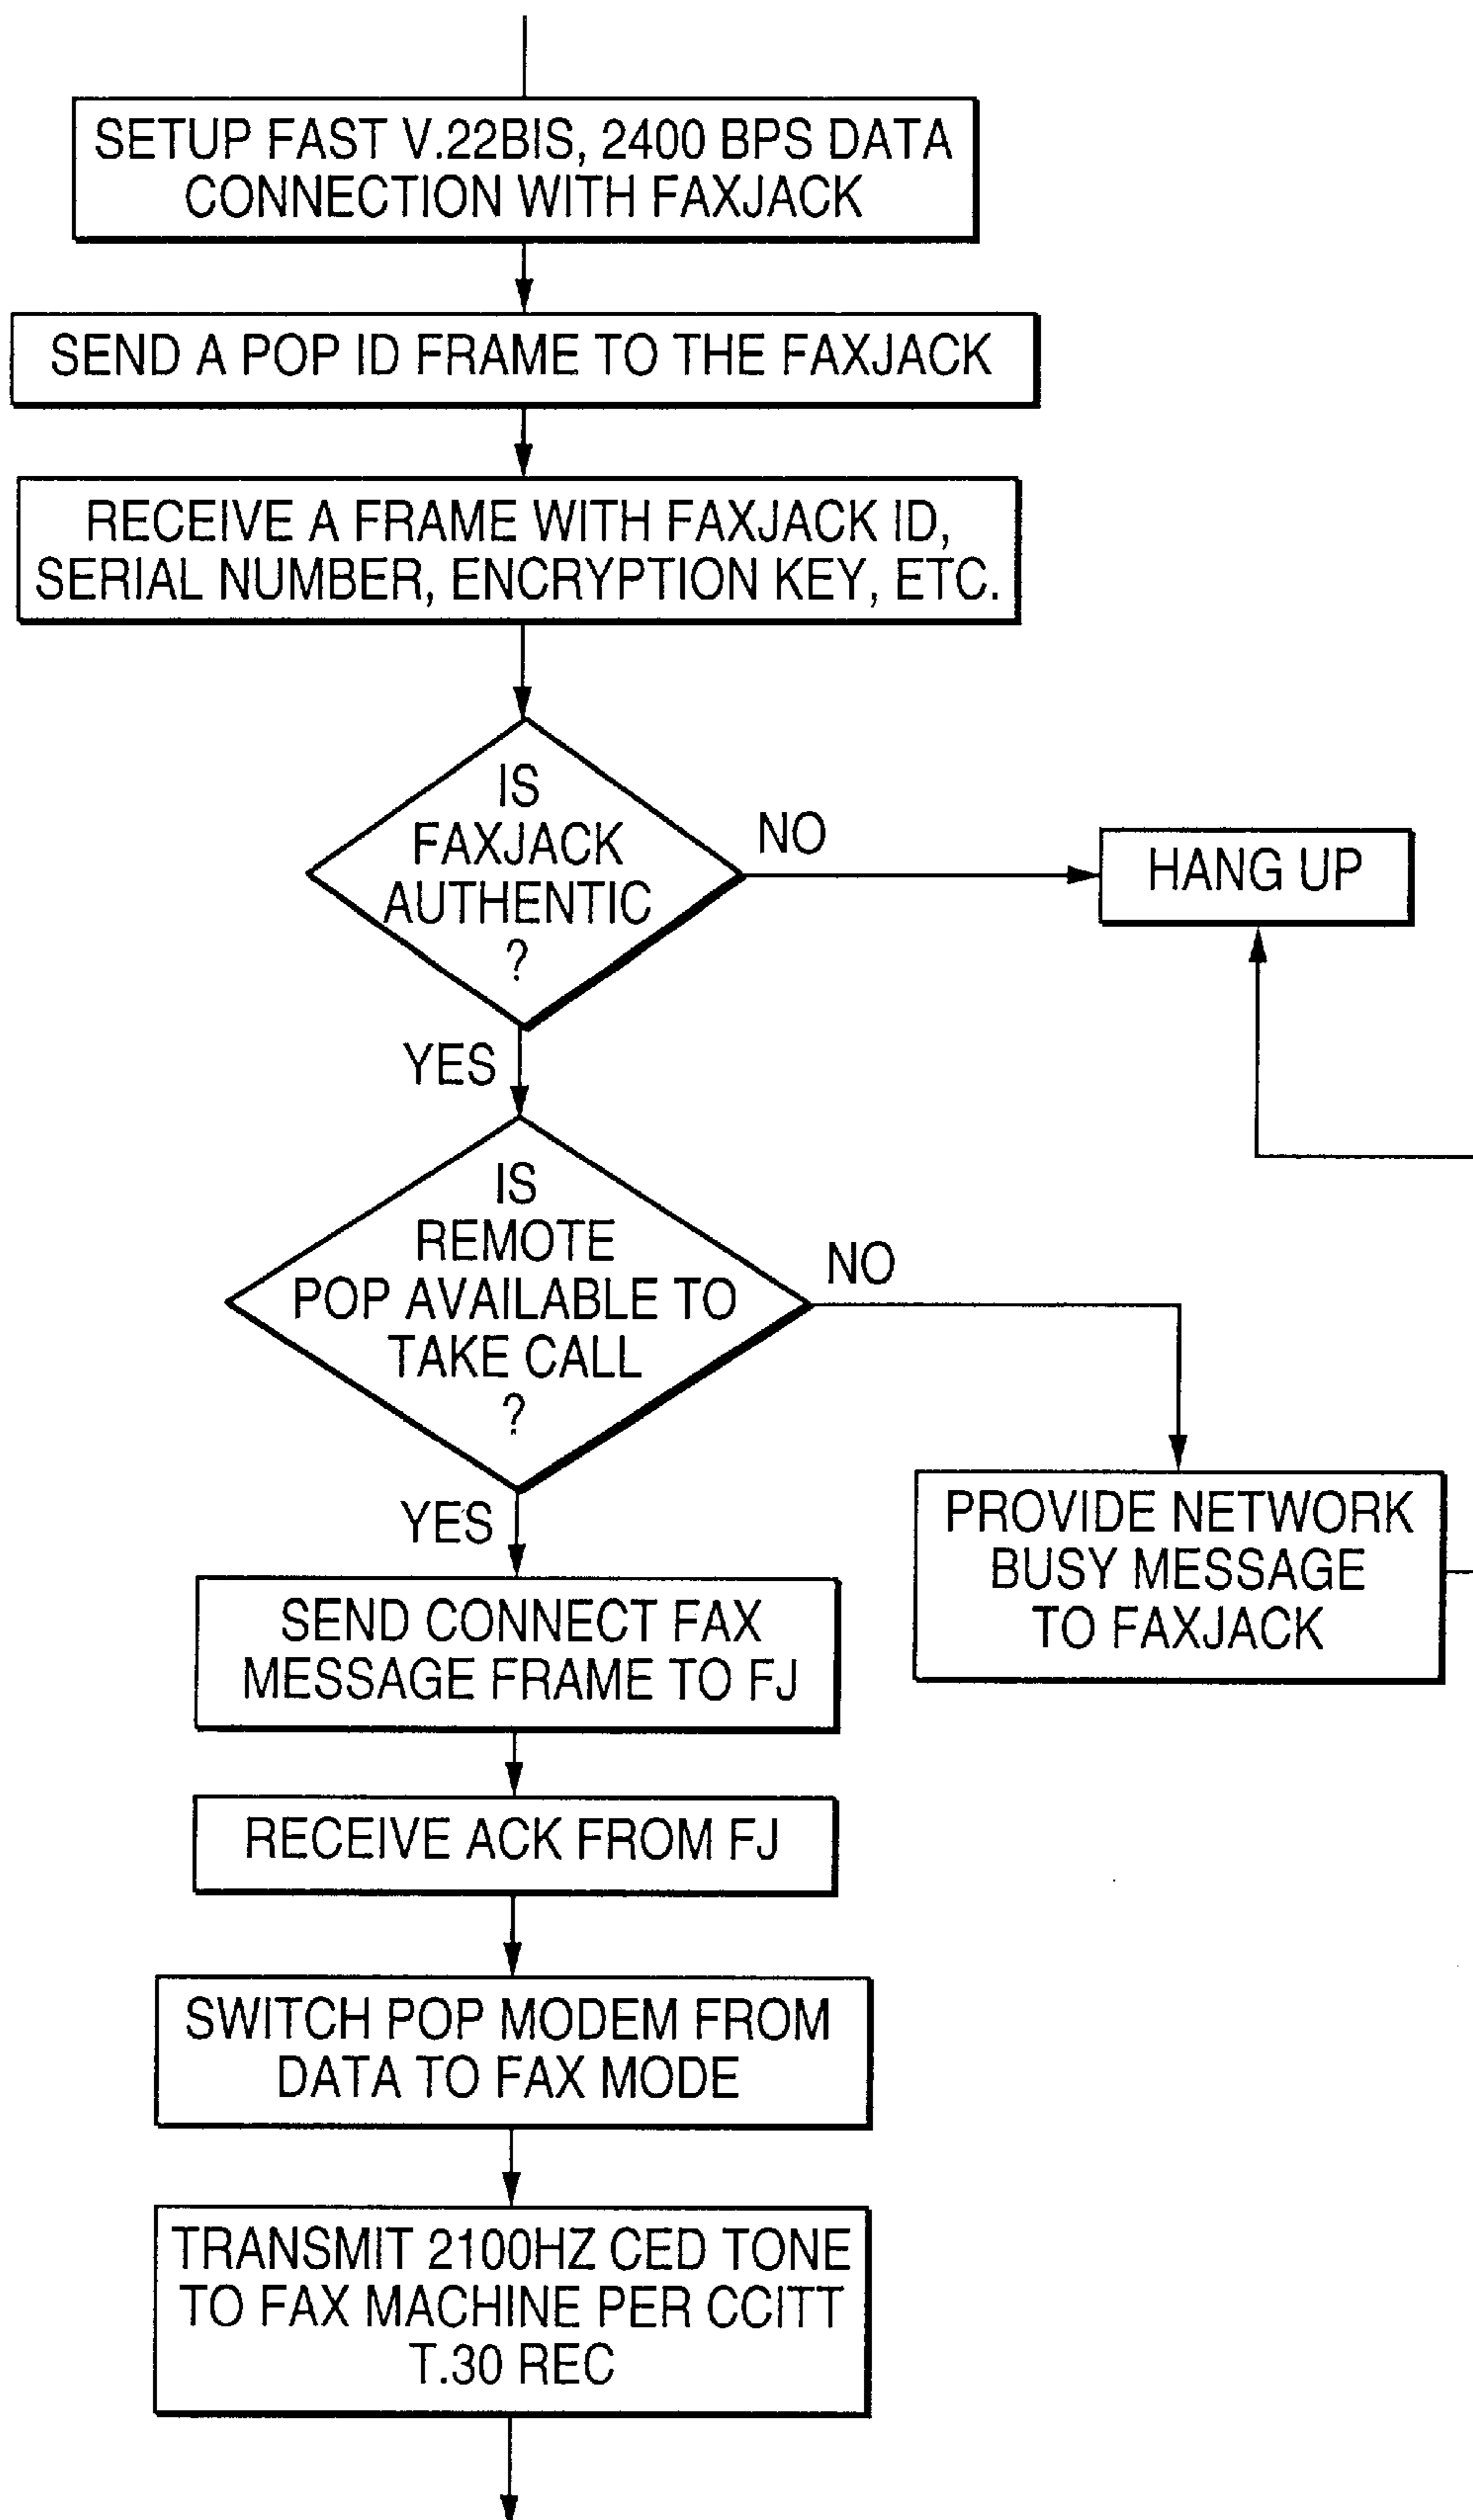 SETUP FAST V.22BIS, 2400 BPS DATA
CONNECTION WITH FAXJACK
SEND A POP ID FRAME TO THE FAXJACK
RECEIVE A FRAME WITH FAXJACK ID,
SERIAL NUMBER, ENCRYPTION KEY, ETC.
IS
FAXJACK
AUTHENTIC
?
NO
HANG UP
YES
IS
REMOTE
POP AVAILABLE TO
TAKE CALL
?
NO
PROVIDE NETWORK
BUSY MESSAGE
TO FAXJACK
YES
SEND CONNECT FAX
MESSAGE FRAME TO FJ
RECEIVE ACK FROM FJ
SWITCH POP MODEM FROM
DATA TO FAX MODE
TRANSMIT 2100HZ CED TONE
TO FAX MACHINE PER CCITT
T.30 REC